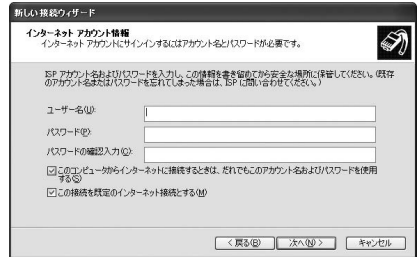 新しい接続ウィザード
インターネット アカウント情報
インターネット アカウントにサインインするにはアカウント名とパスワードが必要です。
ISP アカウント名およびパスワードを入力し、この情報を書き留めてから安全な場所に保管してください。(既存
のアカウント名またはパスワードを忘れてしまった場合は、ISP に問い合わせてください。)
ユーザー名(U):
パスワード(P):
パスワードの確認入力(C):
このコンピュータからインターネットに接続するときは、だれでもこのアカウント名およびパスワードを使用
する(S)
この接続を既定のインターネット接続とする(M)
< 戻る(B) 次へ(N) > キャンセル